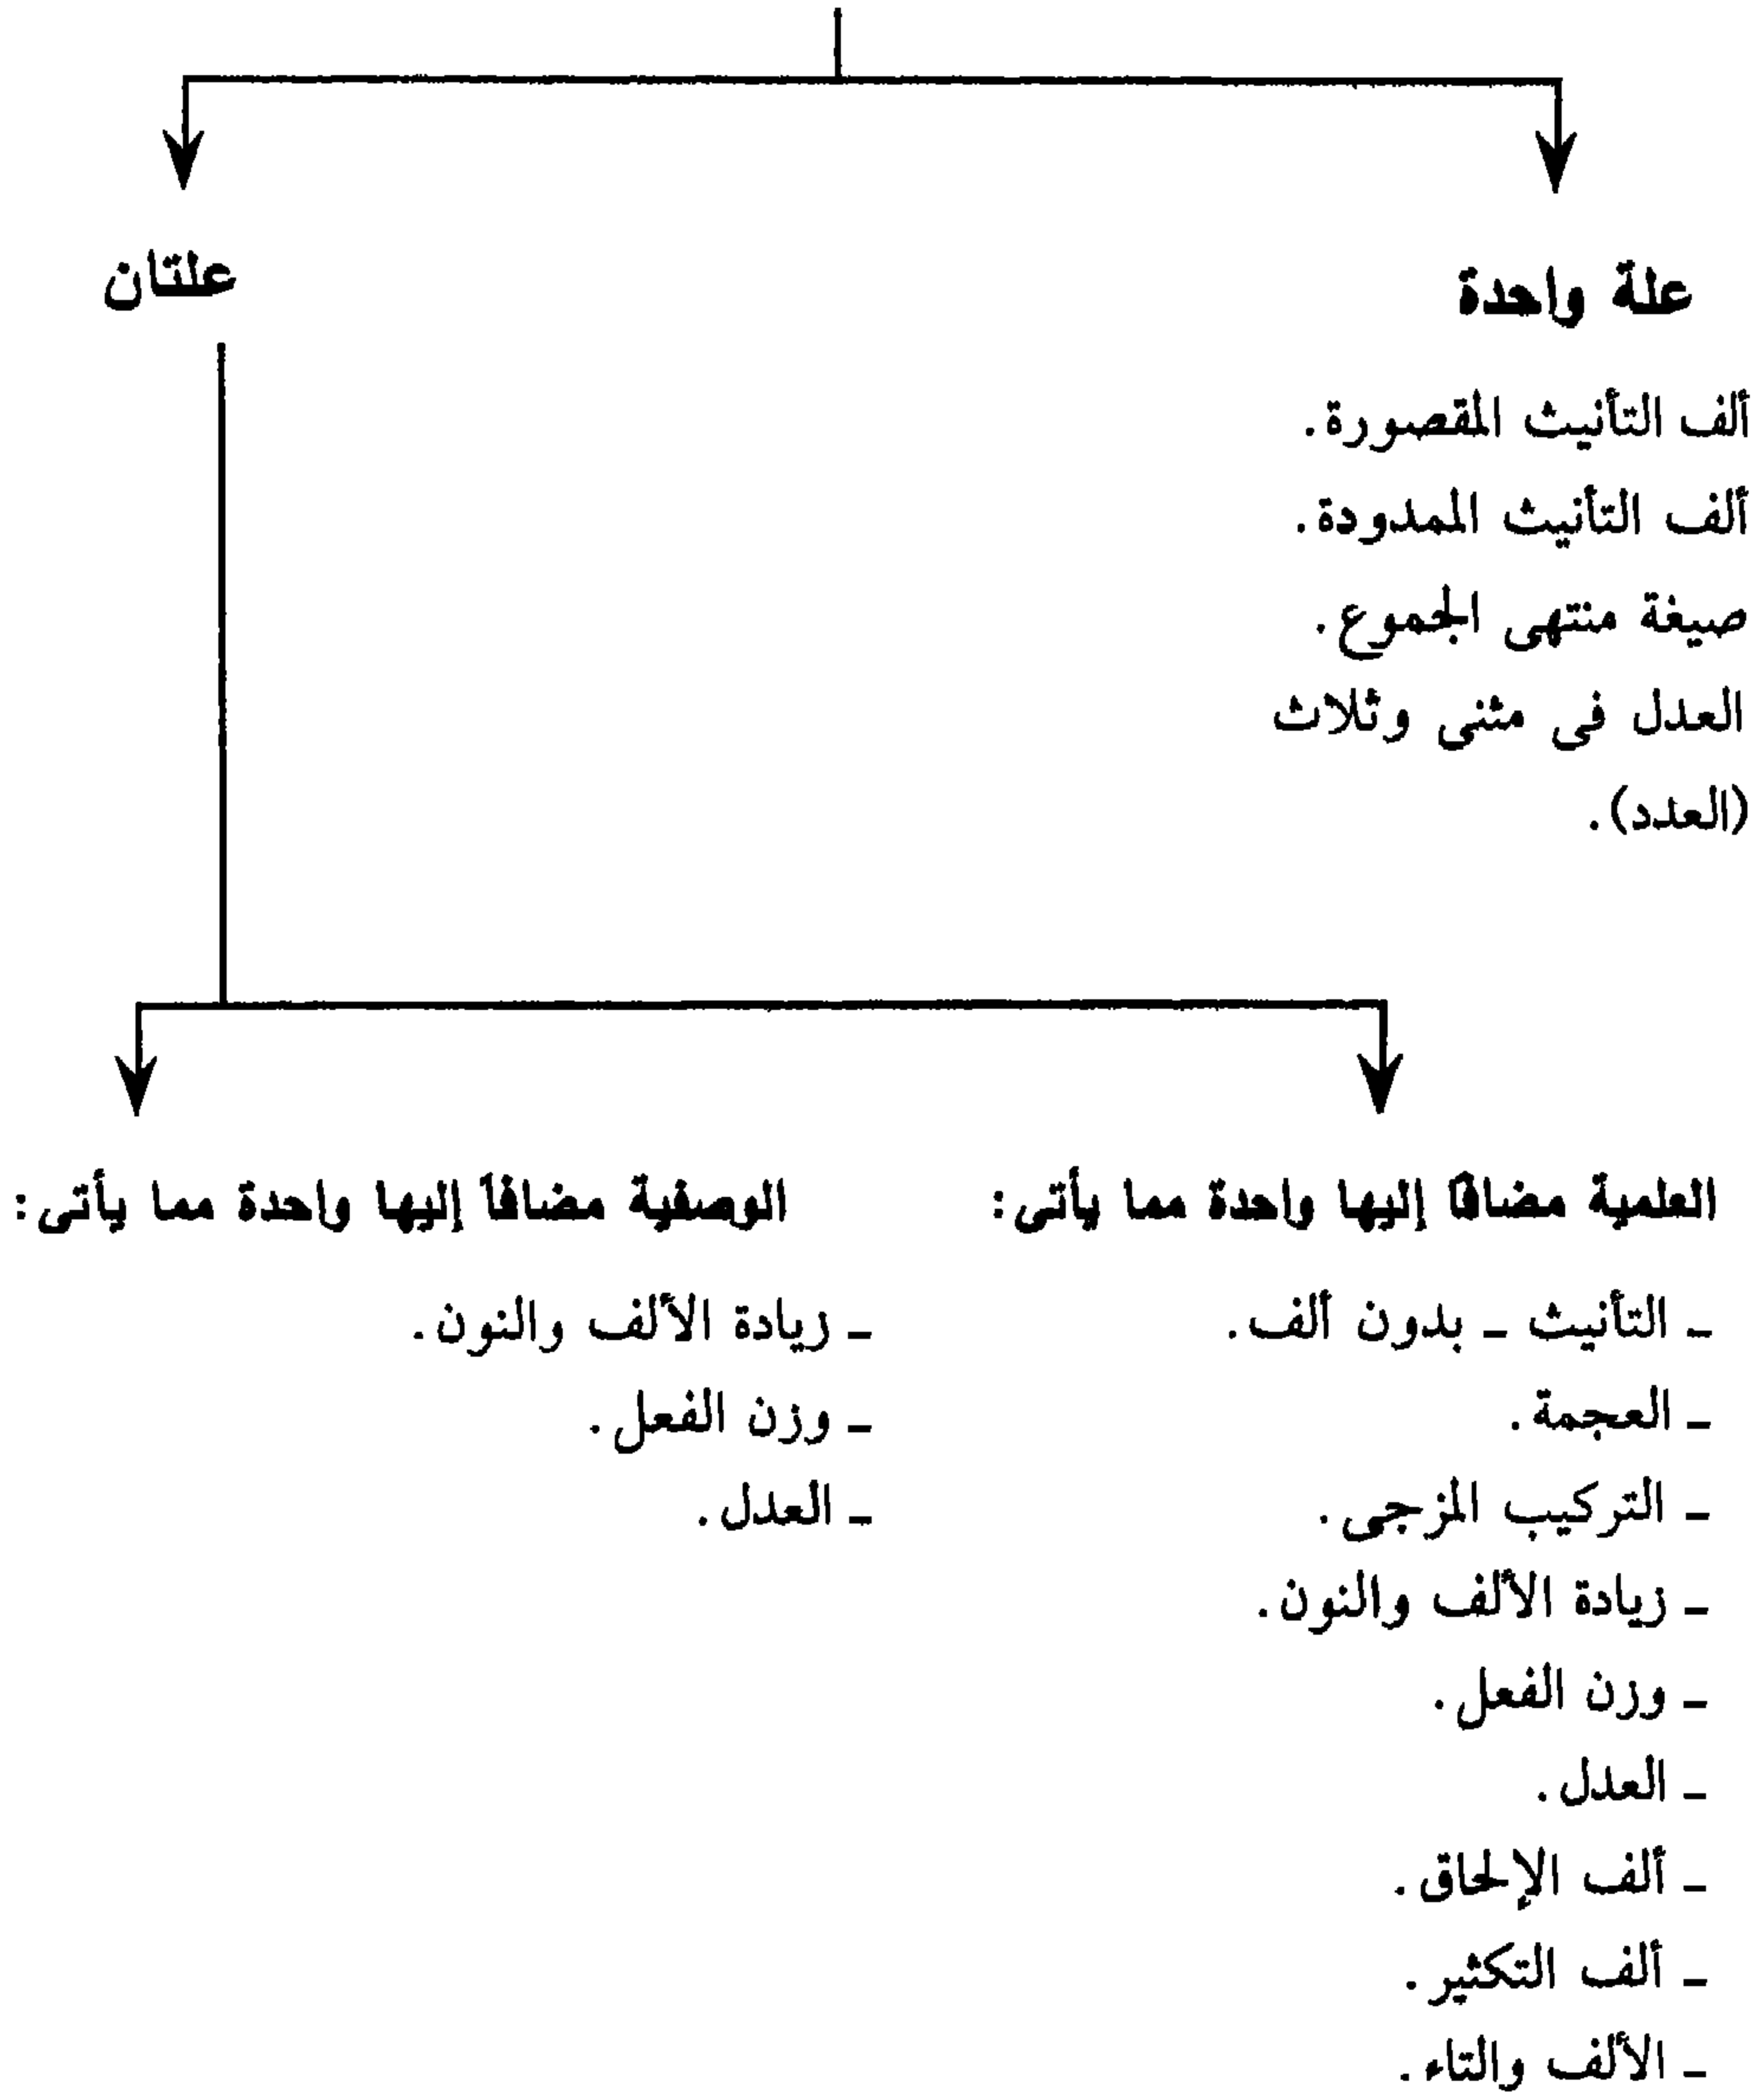 علة واحدة
ألف التأنيث المقصورة.
ألف التأنيث الممدودة.
صيغة منتهى الجموع.
العدل فى مثنى وثلاث
(العدد).
علتان
العلمية مضافا إليها واحدة مما يأتى:
ـ التأنيث ـ بدون ألف.
ـ العجمة.
ـ التركيب المزجى.
ـ زيادة الألف والنون.
ـ وزن الفعل.
ـ العدل.
ـ ألف الإلحاق.
ـ ألف التكثير.
ـ الألف والتاء.
الوصفية مضافا إليها واحدة مما يأتى:
ـ زيادة الألف والنون.
ـ وزن الفعل.
ـ العدل.